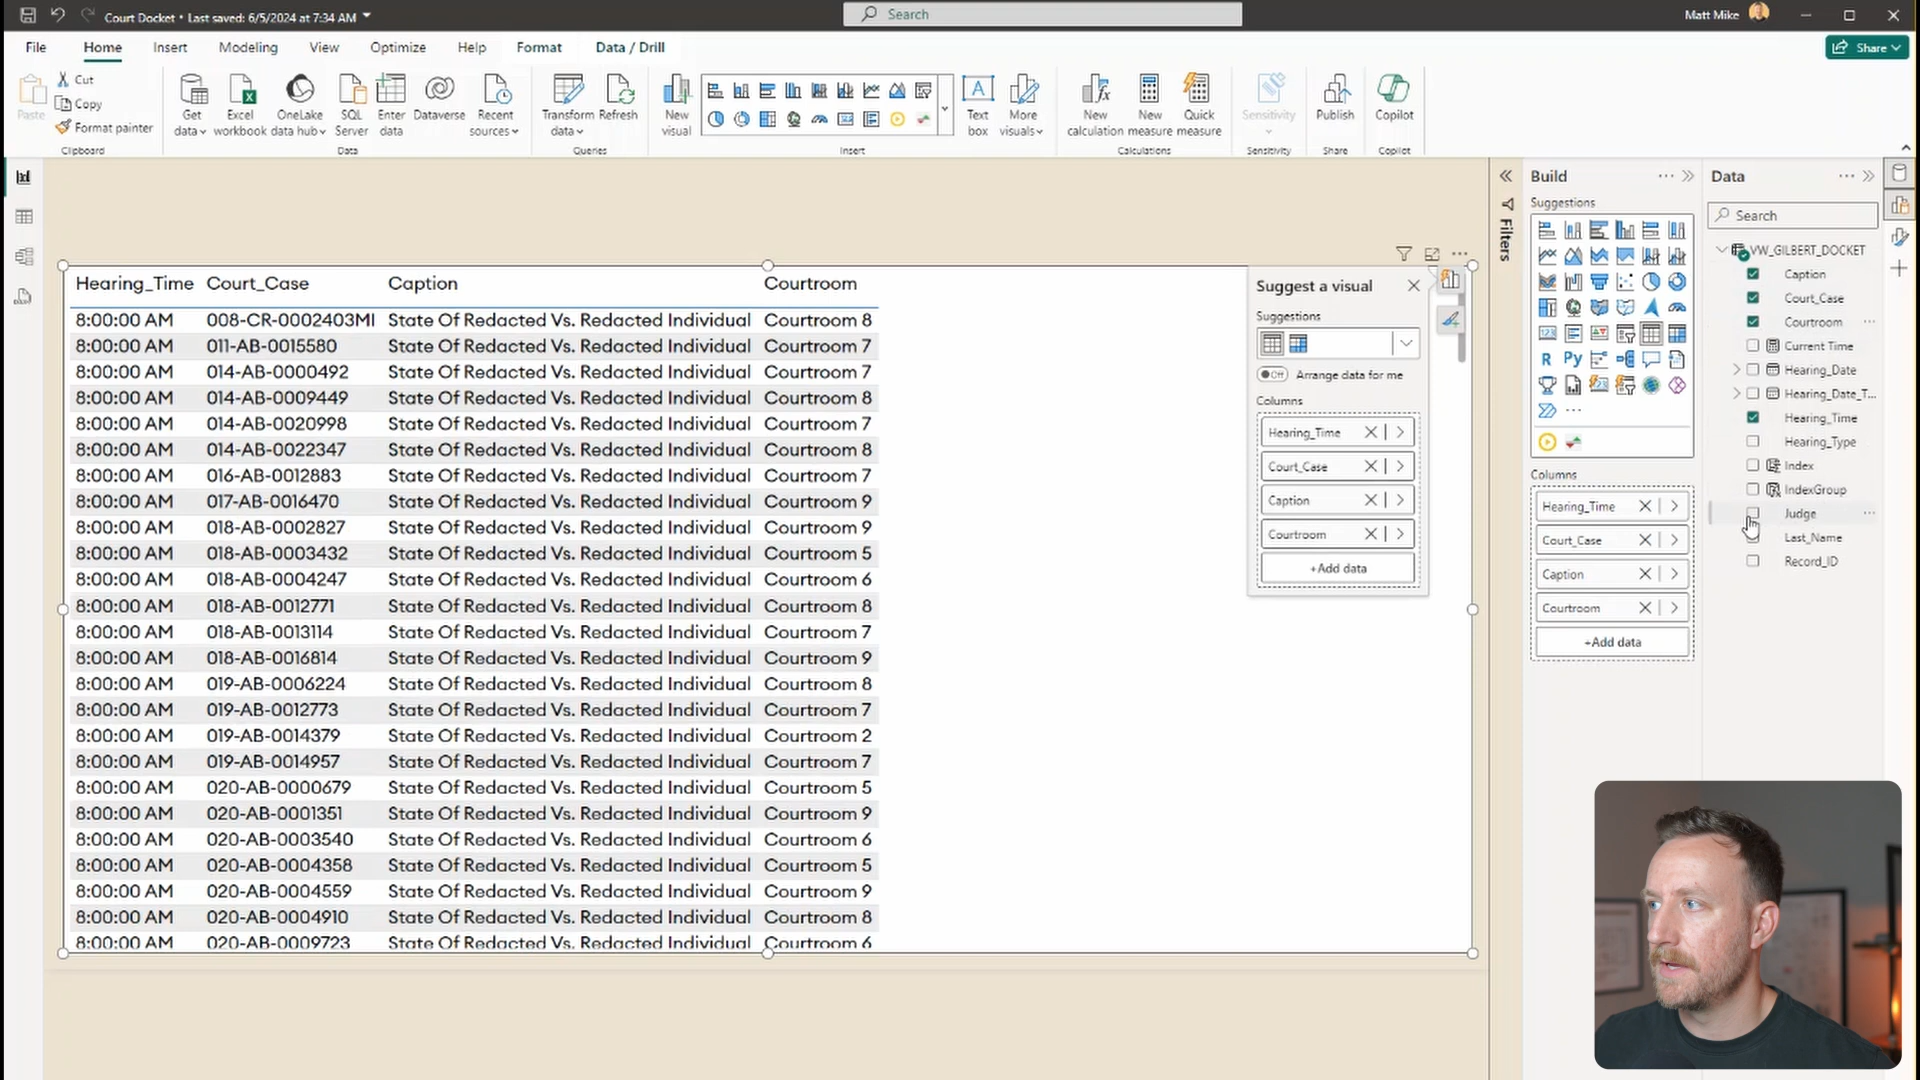 Court Docket • Last saved: 6/5/2024 at 7:34 AM
Search
Matt Mike
File
Home
Insert
Modeling
View
Optimize
Help
Format
Data / Drill
Share
Paste
Cut
Copy
Format painter
Clipboard
Get data
Excel workbook
OneLake data hub
SQL Server
Enter data
Dataverse
Recent sources
Data
Transform data
Refresh
Queries
New visual
Text box
More visuals
Insert
New calculation
New measure
Quick measure
Calculations
Sensitivity
Sensitivity
Publish
Share
Copilot
Copilot
Hearing_Time Court_Case Caption Courtroom
8:00:00 AM 008-CR-0002403MI State Of Redacted Vs. Redacted Individual Courtroom 8
8:00:00 AM 011-AB-0015580 State Of Redacted Vs. Redacted Individual Courtroom 7
8:00:00 AM 014-AB-0000492 State Of Redacted Vs. Redacted Individual Courtroom 7
8:00:00 AM 014-AB-0009449 State Of Redacted Vs. Redacted Individual Courtroom 8
8:00:00 AM 014-AB-0020998 State Of Redacted Vs. Redacted Individual Courtroom 7
8:00:00 AM 014-AB-0022347 State Of Redacted Vs. Redacted Individual Courtroom 8
8:00:00 AM 016-AB-0012883 State Of Redacted Vs. Redacted Individual Courtroom 7
8:00:00 AM 017-AB-0016470 State Of Redacted Vs. Redacted Individual Courtroom 9
8:00:00 AM 018-AB-0002827 State Of Redacted Vs. Redacted Individual Courtroom 9
8:00:00 AM 018-AB-0003432 State Of Redacted Vs. Redacted Individual Courtroom 5
8:00:00 AM 018-AB-0004247 State Of Redacted Vs. Redacted Individual Courtroom 6
8:00:00 AM 018-AB-0012771 State Of Redacted Vs. Redacted Individual Courtroom 8
8:00:00 AM 018-AB-0013114 State Of Redacted Vs. Redacted Individual Courtroom 7
8:00:00 AM 018-AB-0016814 State Of Redacted Vs. Redacted Individual Courtroom 9
8:00:00 AM 019-AB-0006224 State Of Redacted Vs. Redacted Individual Courtroom 8
8:00:00 AM 019-AB-0012773 State Of Redacted Vs. Redacted Individual Courtroom 7
8:00:00 AM 019-AB-0014379 State Of Redacted Vs. Redacted Individual Courtroom 2
8:00:00 AM 019-AB-0014957 State Of Redacted Vs. Redacted Individual Courtroom 7
8:00:00 AM 020-AB-0000679 State Of Redacted Vs. Redacted Individual Courtroom 5
8:00:00 AM 020-AB-0001351 State Of Redacted Vs. Redacted Individual Courtroom 9
8:00:00 AM 020-AB-0003540 State Of Redacted Vs. Redacted Individual Courtroom 6
8:00:00 AM 020-AB-0004358 State Of Redacted Vs. Redacted Individual Courtroom 5
8:00:00 AM 020-AB-0004559 State Of Redacted Vs. Redacted Individual Courtroom 9
8:00:00 AM 020-AB-0004910 State Of Redacted Vs. Redacted Individual Courtroom 8
8:00:00 AM 020-AB-0009723 State Of Redacted Vs. Redacted Individual Courtroom 6
Suggest a visual
Suggestions
Off Arrange data for me
Columns
Hearing_Time
Court_Case
Caption
Courtroom
+Add data
Filters
Build
Suggestions
R Py
Columns
Hearing_Time
Court_Case
Caption
Courtroom
+Add data
Data
Search
VW_GILBERT_DOCKET
Caption
Court_Case
Courtroom
Current Time
Hearing_Date
Hearing_Date_T...
Hearing_Time
Hearing_Type
Index
IndexGroup
Judge
Last_Name
Record_ID